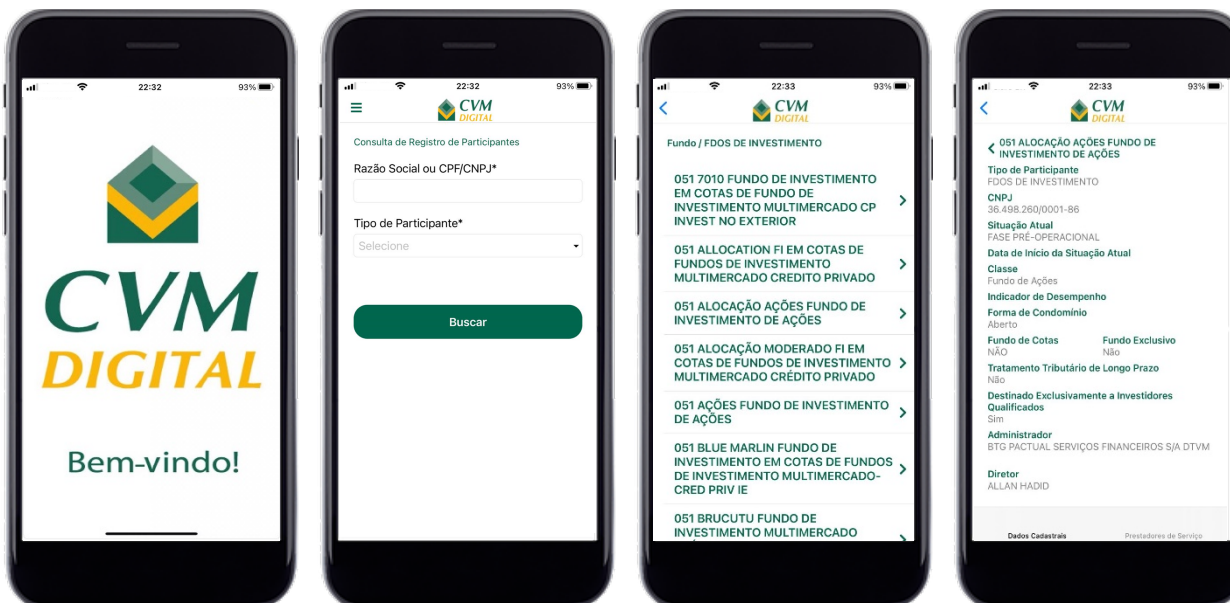 22:32
93%
CVM
DIGITAL
Bem-vindo!
22:32
93%
CVM
DIGITAL
Consulta de Registro de Participantes
Razão Social ou CPF/CNPJ*
Tipo de Participante*
Selecione
Buscar
22:33
93%
CVM
DIGITAL
Fundo / FDOS DE INVESTIMENTO
051 7010 FUNDO DE INVESTIMENTO
EM COTAS DE FUNDO DE
INVESTIMENTO MULTIMERCADO CP
INVEST NO EXTERIOR
051 ALLOCATION FI EM COTAS DE
FUNDOS DE INVESTIMENTO
MULTIMERCADO CREDITO PRIVADO
051 ALOCAÇÃO AÇÕES FUNDO DE
INVESTIMENTO DE AÇÕES
051 ALOCAÇÃO MODERADO FI EM
COTAS DE FUNDOS DE INVESTIMENTO
MULTIMERCADO CRÉDITO PRIVADO
051 AÇÕES FUNDO DE INVESTIMENTO
DE AÇÕES
051 BLUE MARLIN FUNDO DE
INVESTIMENTO EM COTAS DE FUNDOS
DE INVESTIMENTO MULTIMERCADO-
CRED PRIV IE
051 BRUCUTU FUNDO DE
INVESTIMENTO MULTIMERCADO
22:33
93%
CVM
DIGITAL
051 ALOCAÇÃO AÇÕES FUNDO DE
INVESTIMENTO DE AÇÕES
Tipo de Participante
FDOS DE INVESTIMENTO
CNPJ
36.498.260/0001-86
Situação Atual
FASE PRÉ-OPERACIONAL
Data de Início da Situação Atual
Classe
Fundo de Ações
Indicador de Desempenho
Forma de Condomínio
Aberto
Fundo de Cotas Fundo Exclusivo
NÃO Não
Tratamento Tributário de Longo Prazo
Não
Destinado Exclusivamente a Investidores
Qualificados
Sim
Administrador
BTG PACTUAL SERVIÇOS FINANCEIROS S/A DTVM
Diretor
ALLAN HADID
Dados Cadastrais Prestadores de Serviço